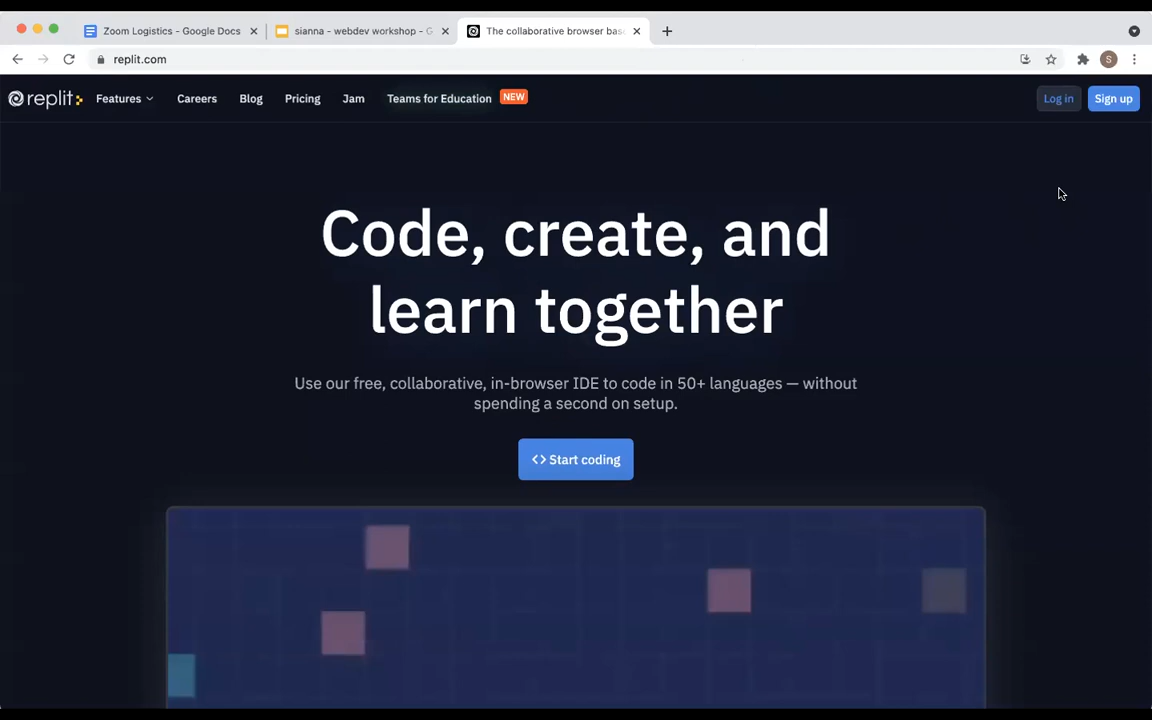 Zoom Logistics - Google Docs
sianna - webdev workshop - G
The collaborative browser bas
replit.com
S
replit:
Features
Careers
Blog
Pricing
Jam
Teams for Education
NEW
Log in
Sign up
Code, create, and
learn together
Use our free, collaborative, in-browser IDE to code in 50+ languages — without
spending a second on setup.
<> Start coding